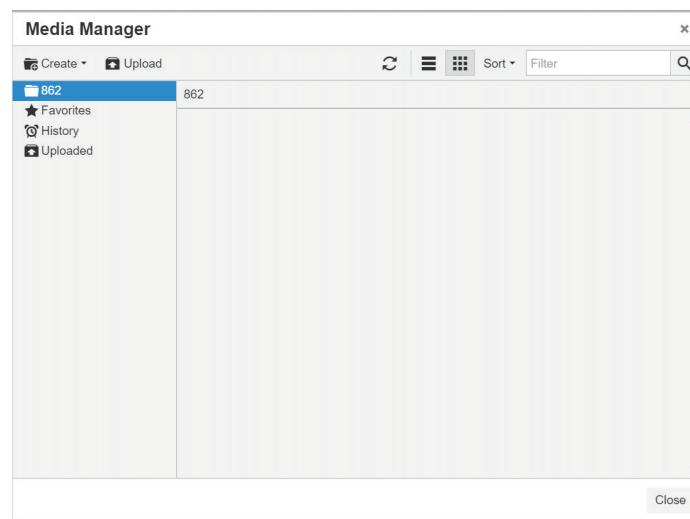 Media Manager
Create Upload Sort Filter
862
Favorites
History
Uploaded
862
Close